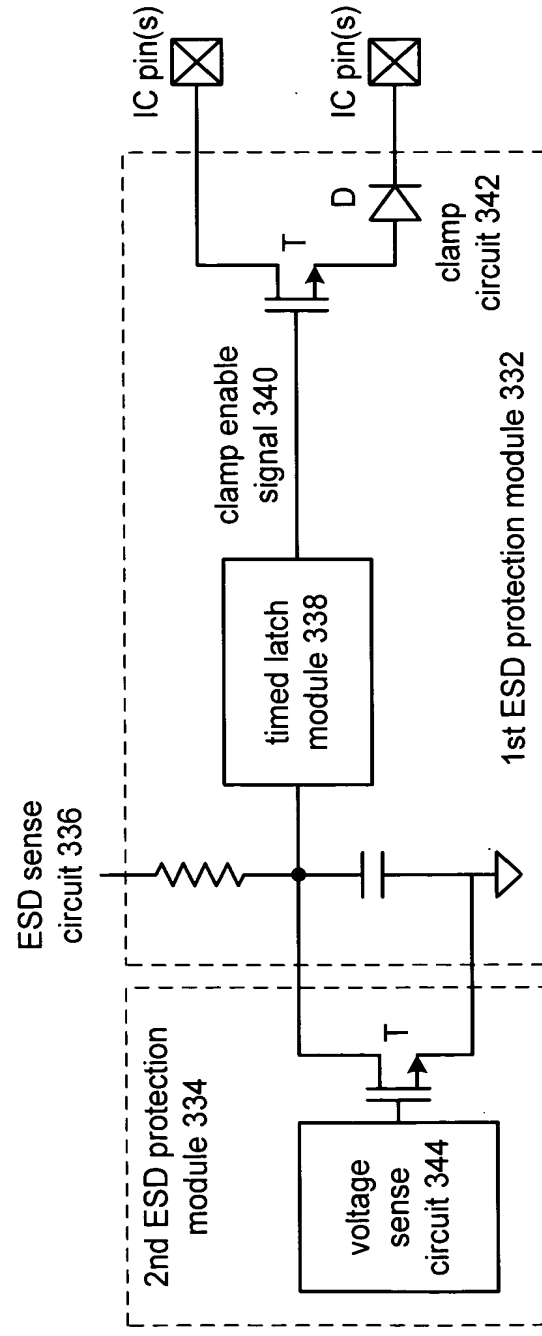 ESD sense
circuit 336
2nd ESD protection
module 334
voltage
sense
circuit 344
T
timed latch
module 338
clamp enable
signal 340
T
D
clamp
circuit 342
1st ESD protection module 332
IC pin(s)
IC pin(s)